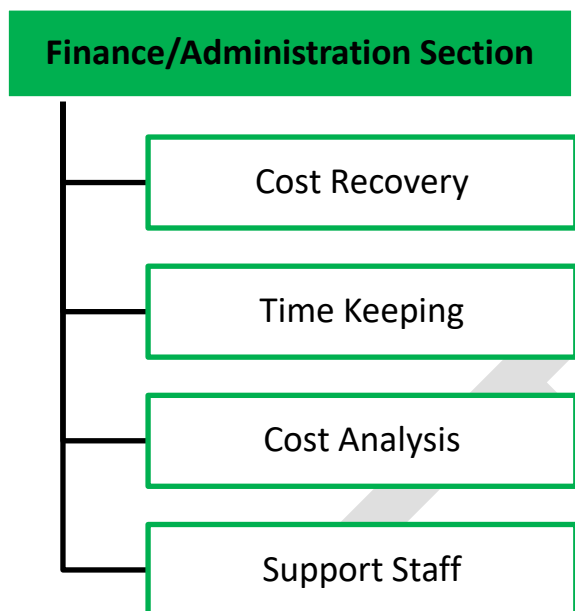 Finance/Administration Section
Cost Recovery
Time Keeping
Cost Analysis
Support Staff